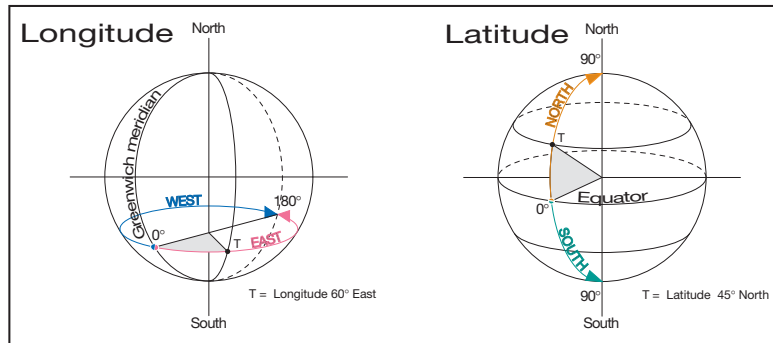 Longitude
North
Greenwich meridian
WEST
180°
0°
EAST
T
T = Longitude 60° East
South
Latitude
North
90°
NORTH
T
Equator
0°
SOUTH
90°
T = Latitude 45° North
South